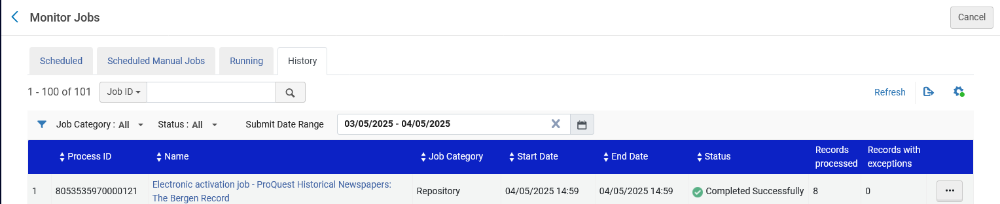 Monitor Jobs
Cancel
Scheduled
Scheduled Manual Jobs
Running
History
1 - 100 of 101
Job ID
Refresh
Job Category : All
Status : All
Submit Date Range
03/05/2025 - 04/05/2025
Process ID
Name
Job Category
Start Date
End Date
Status
Records processed
Records with exceptions
1
8053535970000121
Electronic activation job - ProQuest Historical Newspapers:
The Bergen Record
Repository
04/05/2025 14:59
04/05/2025 14:59
Completed Successfully
8
0